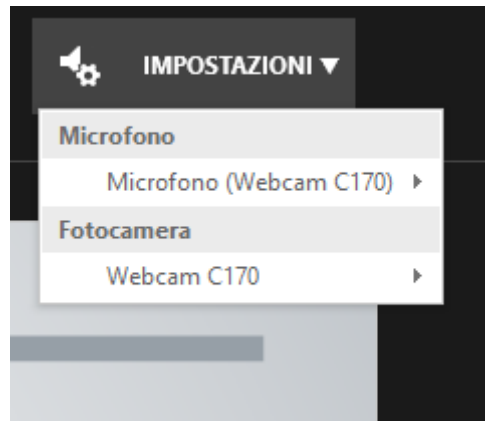 IMPOSTAZIONI ▼
Microfono
Microfono (Webcam C170)
Fotocamera
Webcam C170